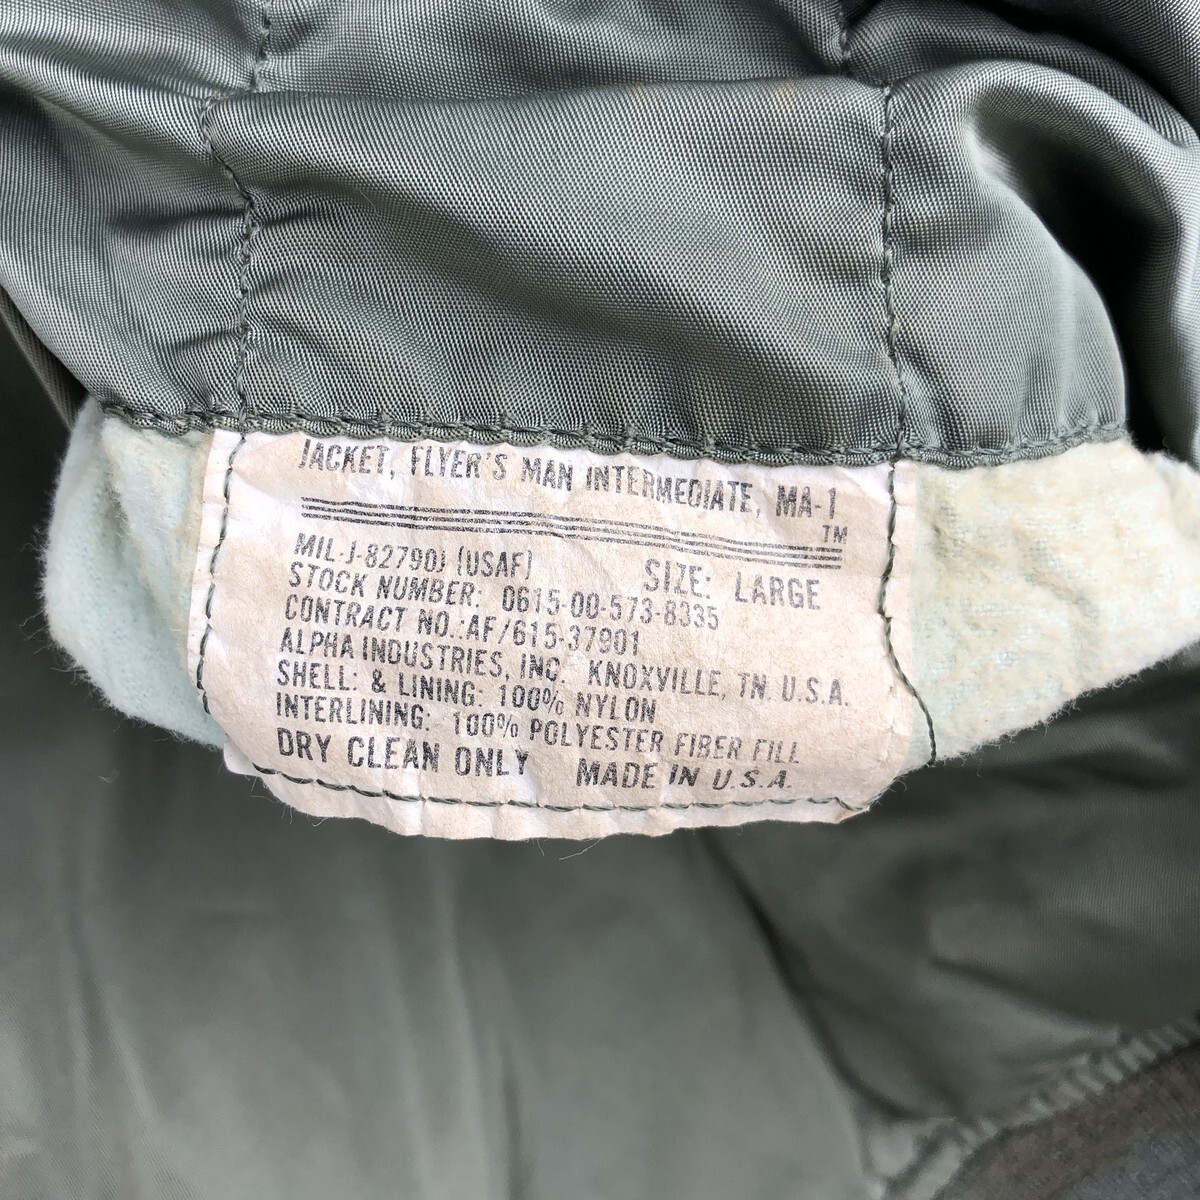 JACKET, FLYER'S MAN INTERMEDIATE, MA-1
TM
MIL-J-82790J (USAF) SIZE: LARGE
STOCK NUMBER: 0615-00-573-8335
CONTRACT NO.:AF/615-37901
ALPHA INDUSTRIES, INC. KNOXVILLE, TN. U.S.A.
SHELL: & LINING: 100% NYLON
INTERLINING: 100% POLYESTER FIBER FILL
DRY CLEAN ONLY MADE IN U.S.A.